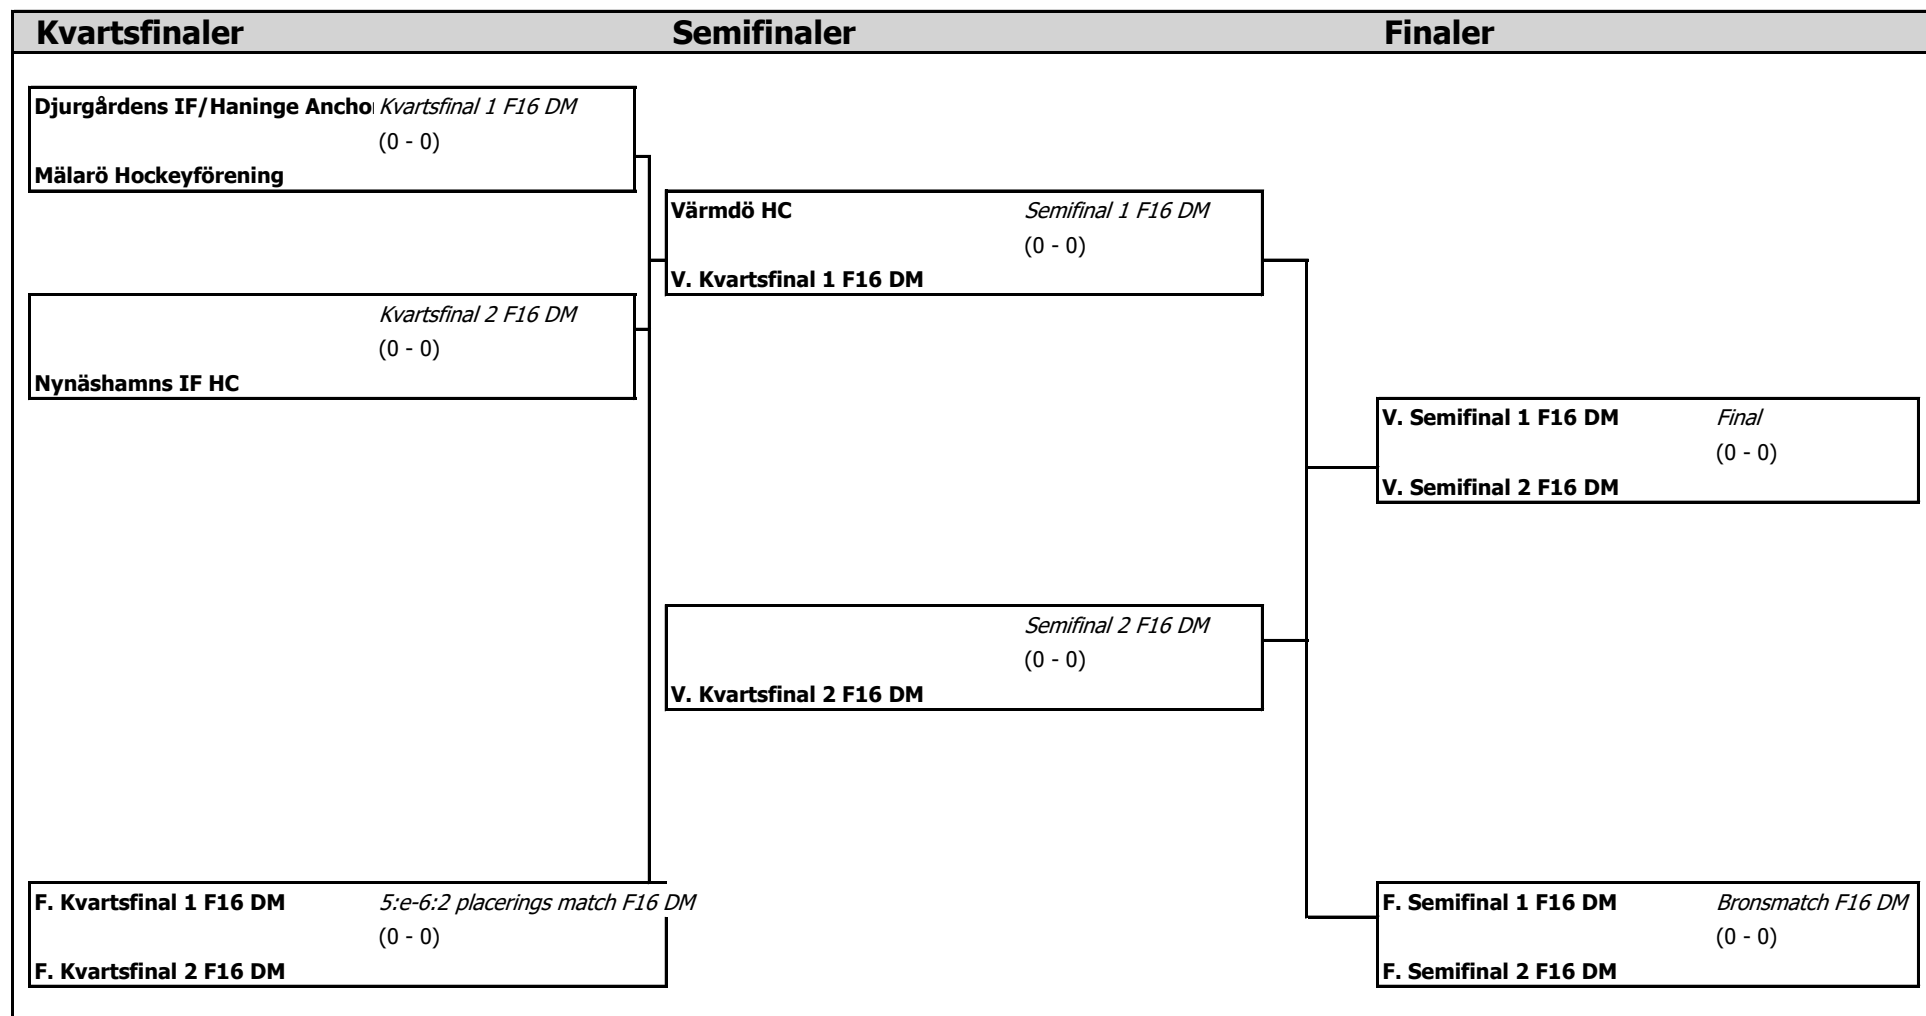 Kvartsfinaler Semifinaler Finaler
Djurgårdens IF/Haninge Ancho Kvartsfinal 1 F16 DM
(0 - 0)
Mälarö Hockeyförening
Värmdö HC Semifinal 1 F16 DM
(0 - 0)
V. Kvartsfinal 1 F16 DM
Kvartsfinal 2 F16 DM
(0 - 0)
Nynäshamns IF HC
V. Semifinal 1 F16 DM Final
(0 - 0)
V. Semifinal 2 F16 DM
Semifinal 2 F16 DM
(0 - 0)
V. Kvartsfinal 2 F16 DM
F. Kvartsfinal 1 F16 DM 5:e-6:2 placerings match F16 DM
(0 - 0)
F. Kvartsfinal 2 F16 DM
F. Semifinal 1 F16 DM Bronsmatch F16 DM
(0 - 0)
F. Semifinal 2 F16 DM